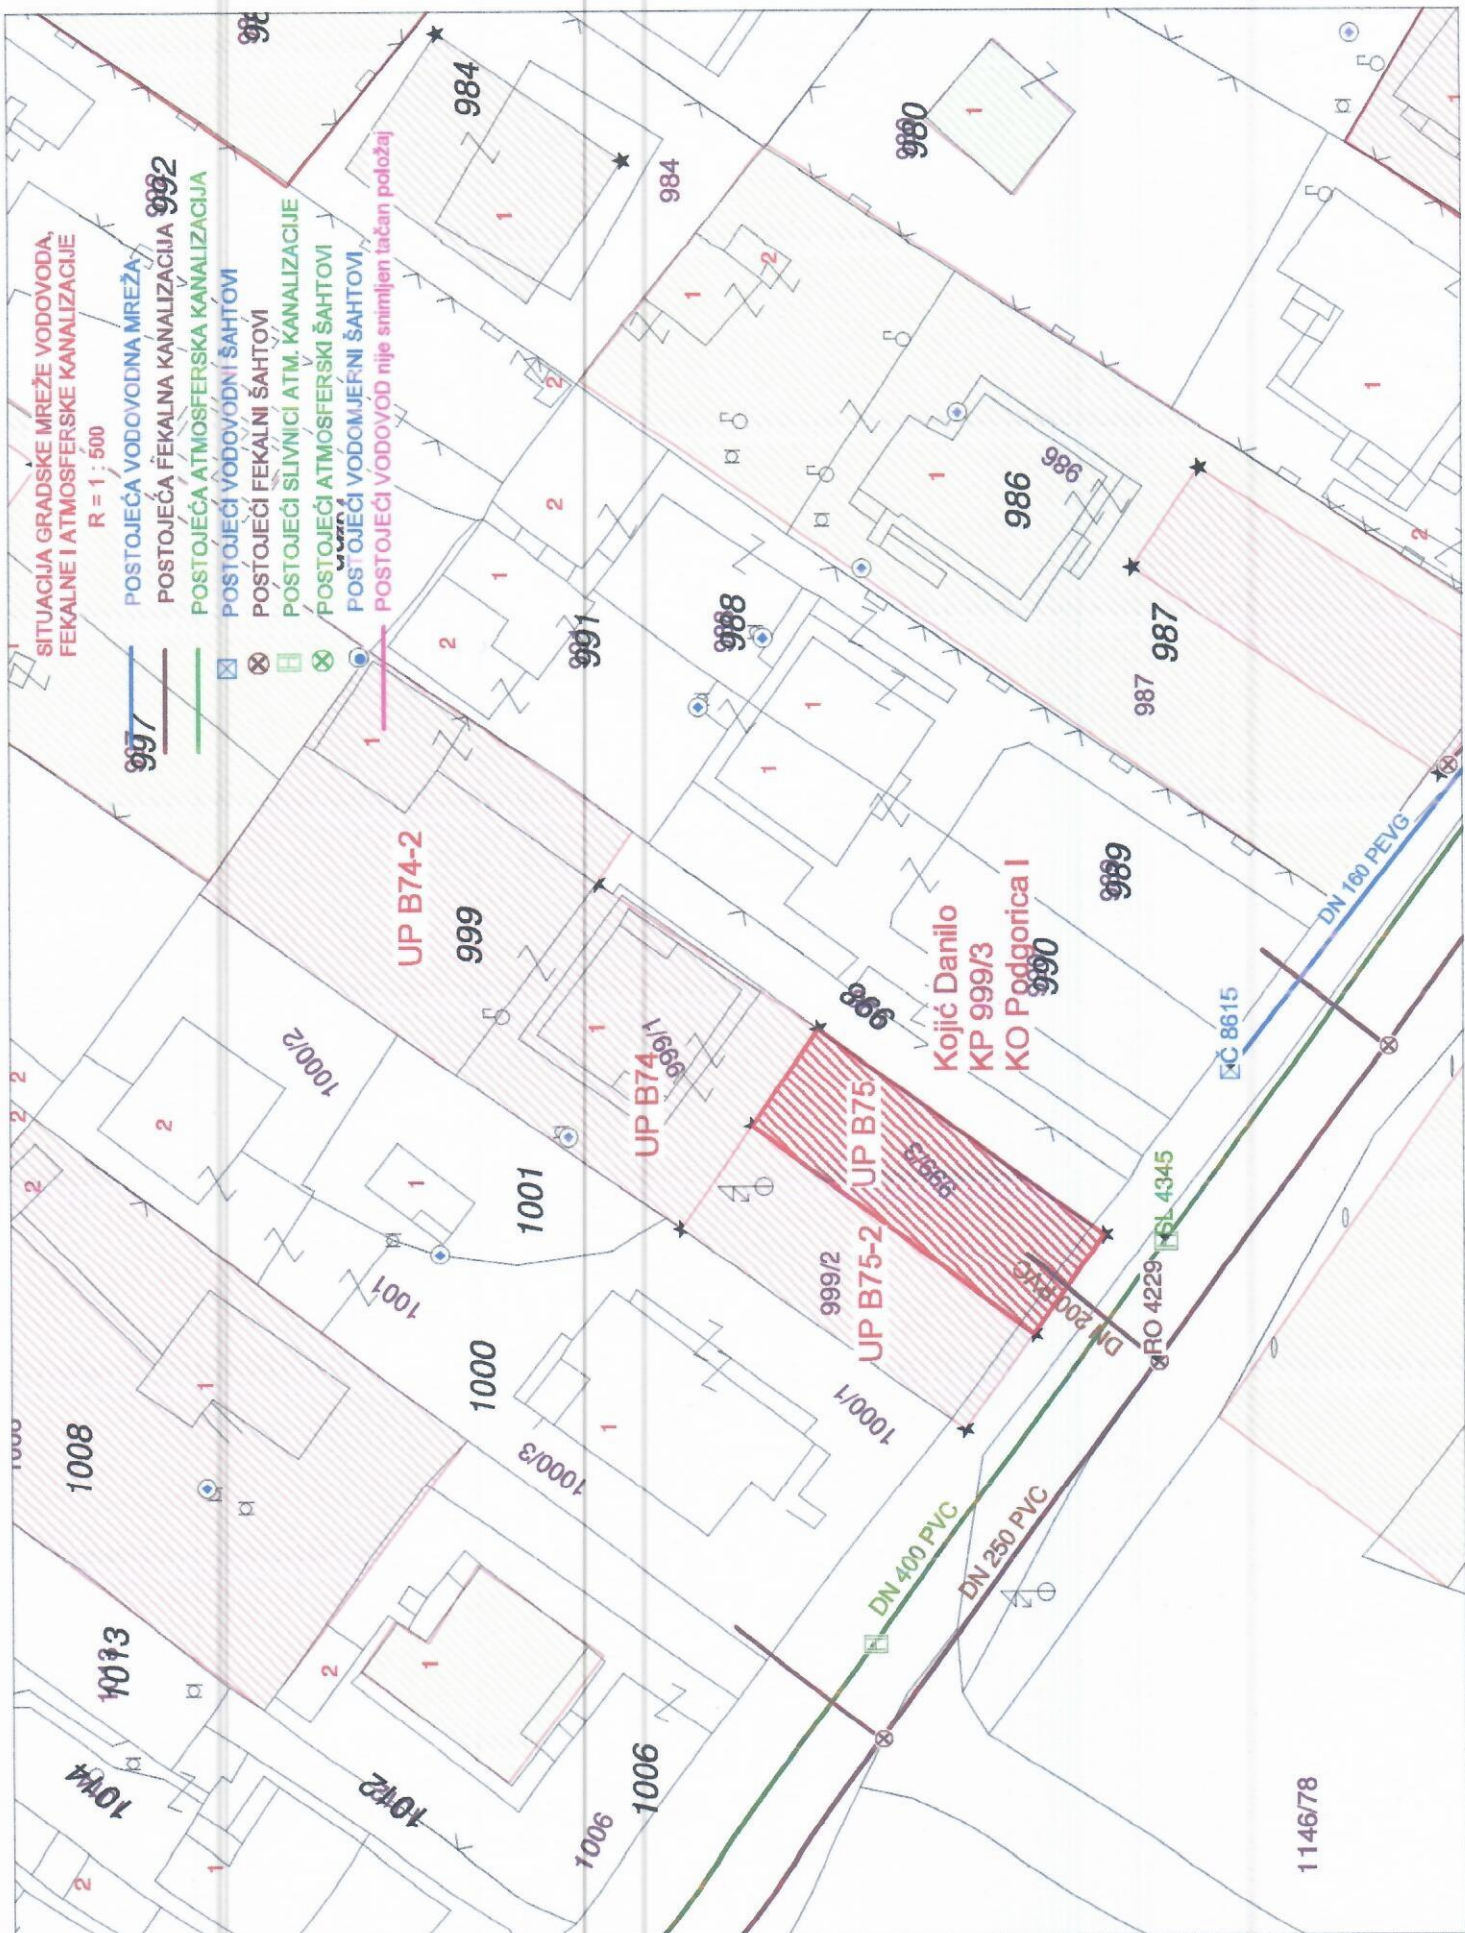 SITUACIJA GRADSKE MREŽE VODOVODA,
FEKALNE I ATMOSFERSKE KANALIZACIJE
R = 1 : 500
POSTOJEĆA VODOVODNA MREŽA
POSTOJEĆA FEKALNA KANALIZACIJA
POSTOJEĆA ATMOSFERSKA KANALIZACIJA
POSTOJEĆI VODOVODNI ŠAHTOVI
POSTOJEĆI FEKALNI ŠAHTOVI
POSTOJEĆI SLIVNICI ATM. KANALIZACIJE
POSTOJEĆI ATMOSFERSKI ŠAHTOVI
POSTOJEĆI VODOMJERNI ŠAHTOVI
POSTOJEĆI VODOVOD nije snimljen tačan položaj
992
997
984
984
980
991
988
986
986
987
987
989
990
998
999
UP B74-2
UP B74
999/1
UP B75
999/3
UP B75-2
999/2
Kojić Danilo
KP 999/3
KO Podgorica I
DN 160 PEVG
Č 8615
SL 4345
RO 4229
DN 200 PVC
DN 400 PVC
DN 250 PVC
1000/2
1001
1001
1000
1000/1
1000/3
1008
1013
1014
1012
1006
1006
1146/78